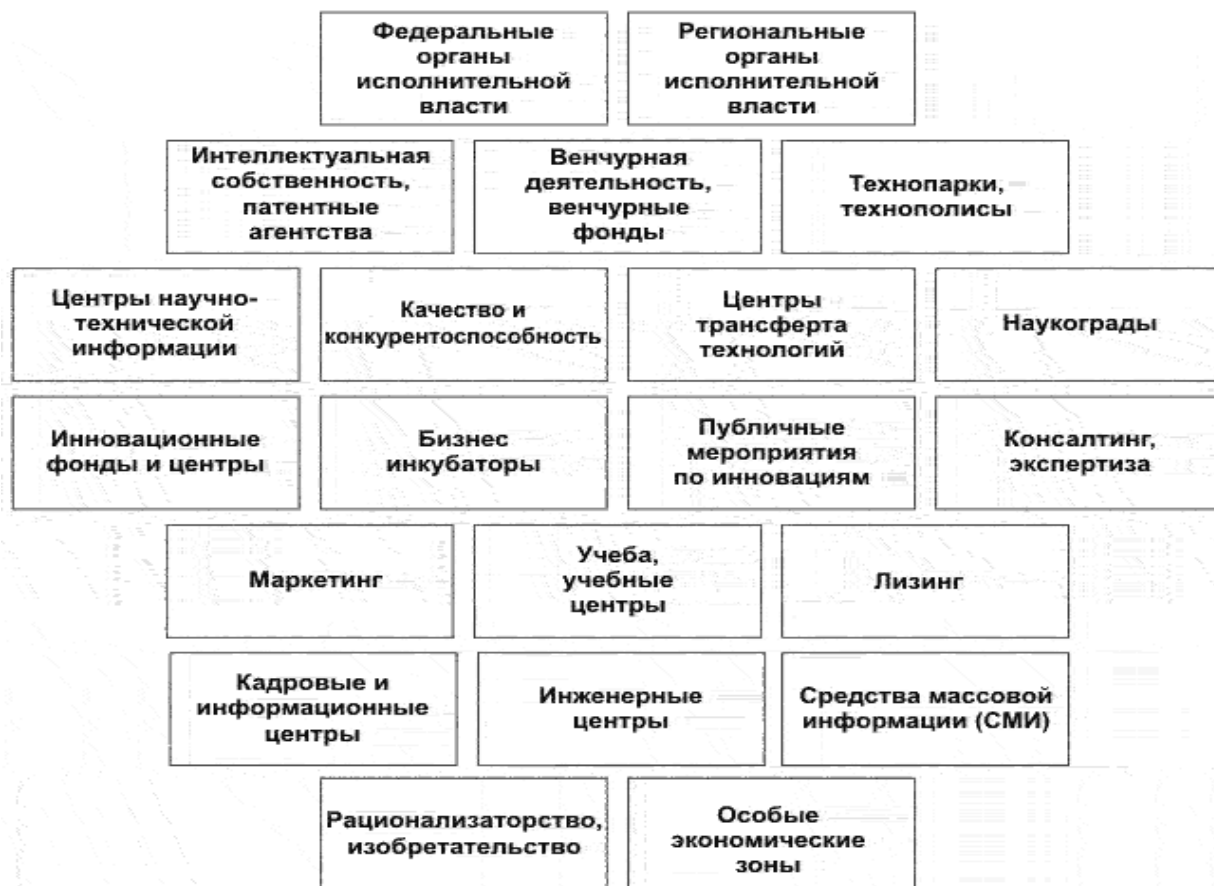 Федеральные
органы
исполнительной
власти
Региональные
органы
исполнительной
власти
Интеллектуальная
собственность,
патентные
агентства
Венчурная
деятельность,
венчурные
фонды
Технопарки,
технополисы
Центры научно-
технической
информации
Качество и
конкурентоспособность
Центры
трансферта
технологий
Наукограды
Инновационные
фонды и центры
Бизнес
инкубаторы
Публичные
мероприятия
по инновациям
Консалтинг,
экспертиза
Маркетинг
Учеба,
учебные
центры
Лизинг
Кадровые и
информационные
центры
Инженерные
центры
Средства массовой
информации (СМИ)
Рационализаторство,
изобретательство
Особые
экономические
зоны